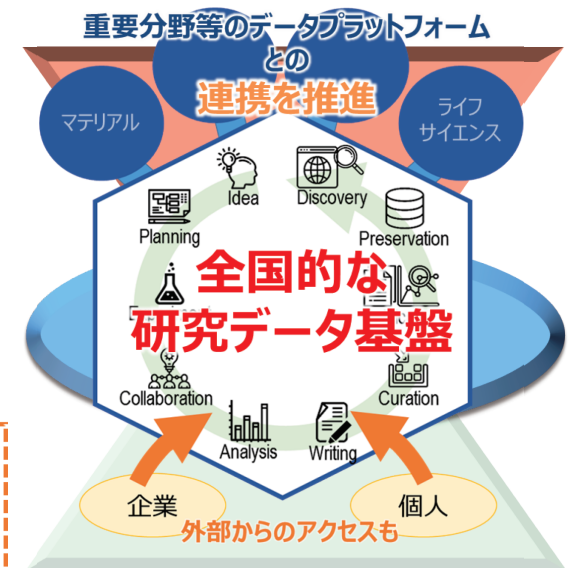 重要分野等のデータプラットフォーム
との
連携を推進
マテリアル
ライフ
サイエンス
Idea
Discovery
Planning
Preservation
全国的な
研究データ基盤
Collaboration
Curation
Analysis
Writing
企業
個人
外部からのアクセスも